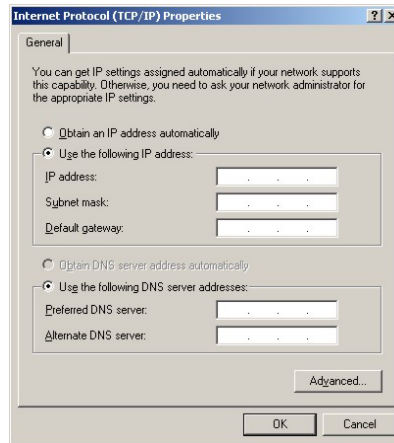 Internet Protocol (TCP/IP) Properties
General
You can get IP settings assigned automatically if your network supports
this capability. Otherwise, you need to ask your network administrator for
the appropriate IP settings.
Obtain an IP address automatically
Use the following IP address:
IP address:
Subnet mask:
Default gateway:
Obtain DNS server address automatically
Use the following DNS server addresses:
Preferred DNS server:
Alternate DNS server:
Advanced...
OK Cancel